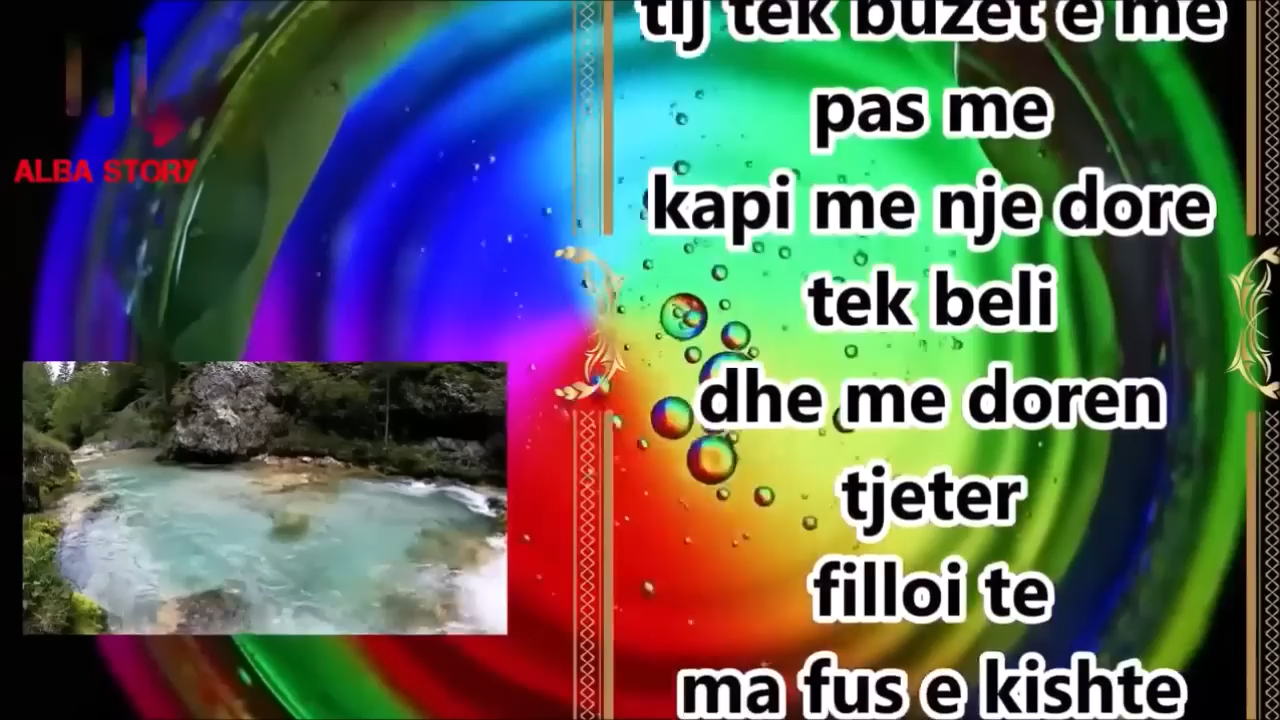 ALBA STORY
tij tek buzet e me
pas me
kapi me nje dore
tek beli
dhe me doren
tjeter
filloi te
ma fus e kishte